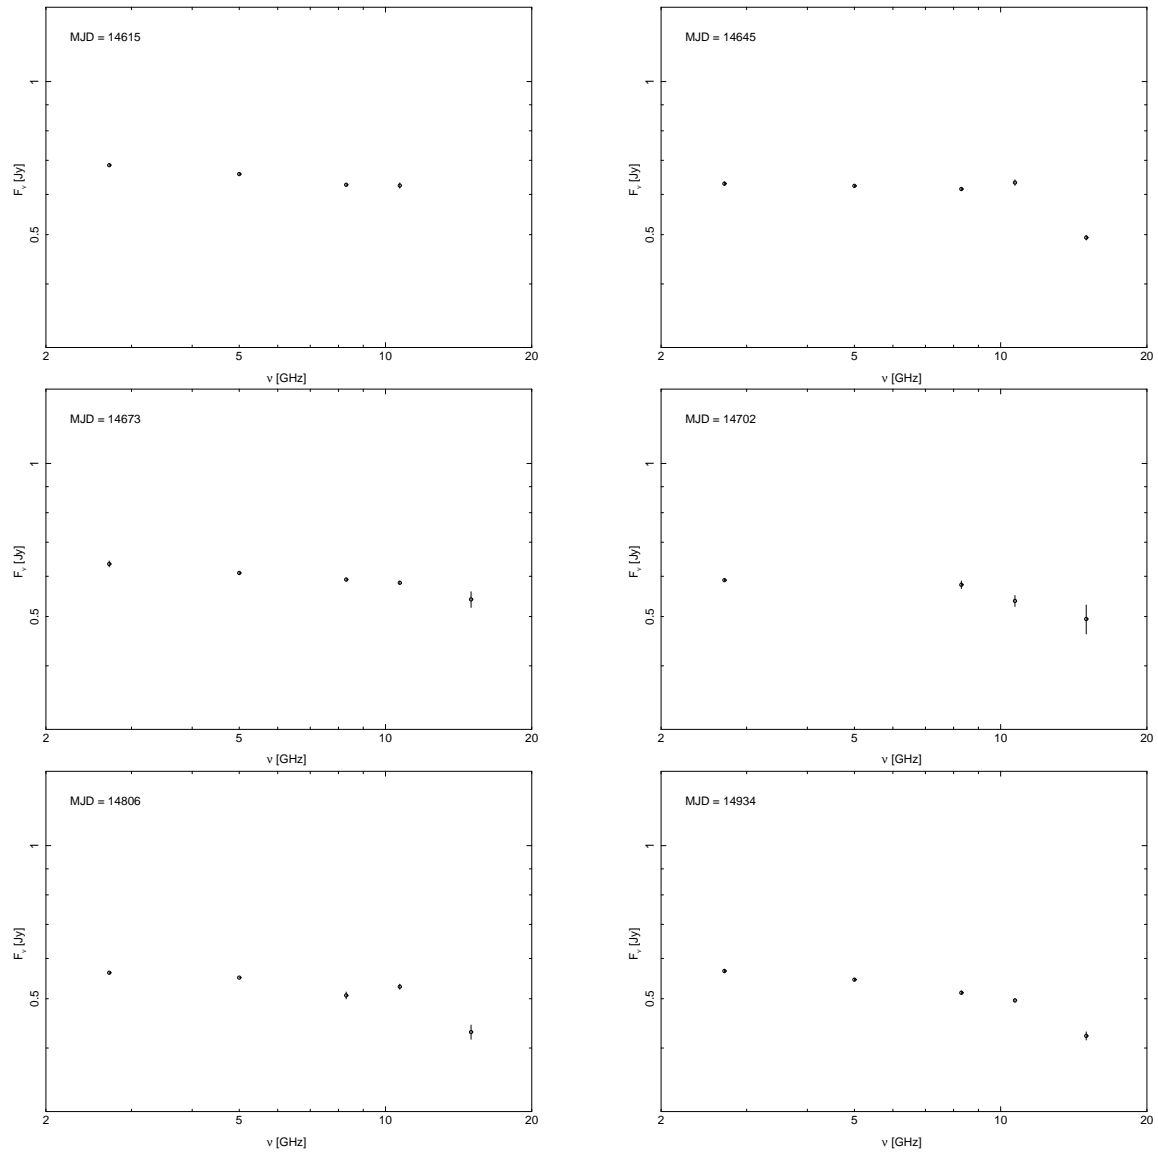 MJD = 14615
1
0.5
F_ν [Jy]
2 5 10 20
ν [GHz]
MJD = 14645
1
0.5
F_ν [Jy]
2 5 10 20
ν [GHz]
MJD = 14673
1
0.5
F_ν [Jy]
2 5 10 20
ν [GHz]
MJD = 14702
1
0.5
F_ν [Jy]
2 5 10 20
ν [GHz]
MJD = 14806
1
0.5
F_ν [Jy]
2 5 10 20
ν [GHz]
MJD = 14934
1
0.5
F_ν [Jy]
2 5 10 20
ν [GHz]